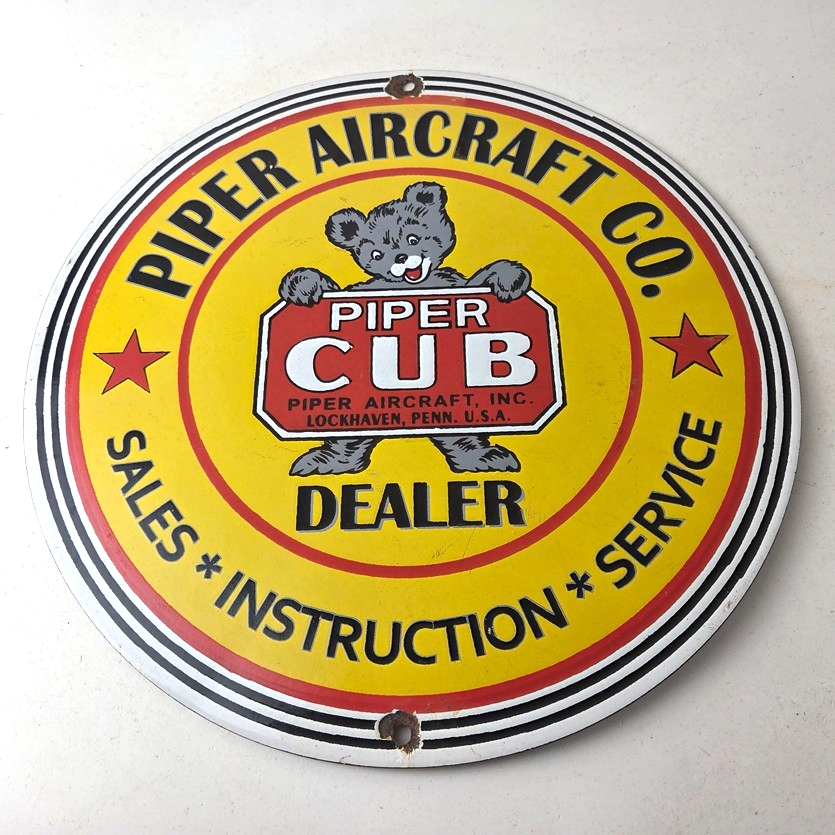 PIPER AIRCRAFT CO.
PIPER
CUB
PIPER AIRCRAFT, INC.
LOCKHAVEN, PENN. U.S.A.
DEALER
SALES * INSTRUCTION * SERVICE